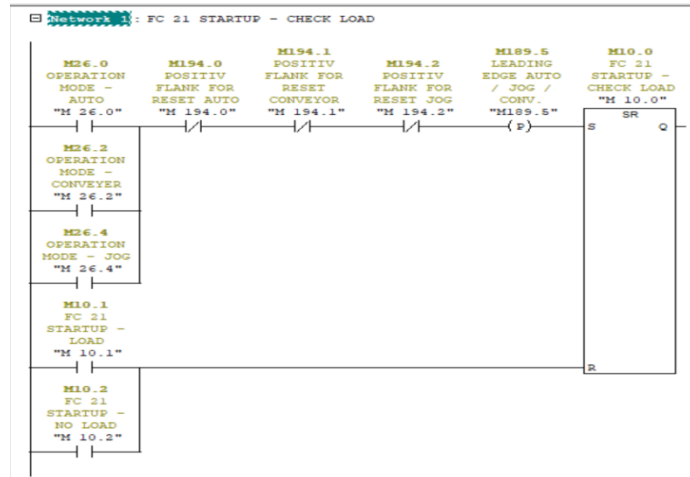 Network 1: FC 21 STARTUP - CHECK LOAD
M26.0
OPERATION
MODE -
AUTO
"M 26.0"
M194.0
POSITIV
FLANK FOR
RESET AUTO
"M 194.0"
M194.1
POSITIV
FLANK FOR
RESET
CONVEYOR
"M 194.1"
M194.2
POSITIV
FLANK FOR
RESET JOG
"M 194.2"
M189.5
LEADING
EDGE AUTO
/ JOG /
CONV.
"M189.5"
P
M10.0
FC 21
STARTUP -
CHECK LOAD
"M 10.0"
SR
S Q
M26.2
OPERATION
MODE -
CONVEYER
"M 26.2"
M26.4
OPERATION
MODE - JOG
"M 26.4"
M10.1
FC 21
STARTUP -
LOAD
"M 10.1"
R
M10.2
FC 21
STARTUP -
NO LOAD
"M 10.2"